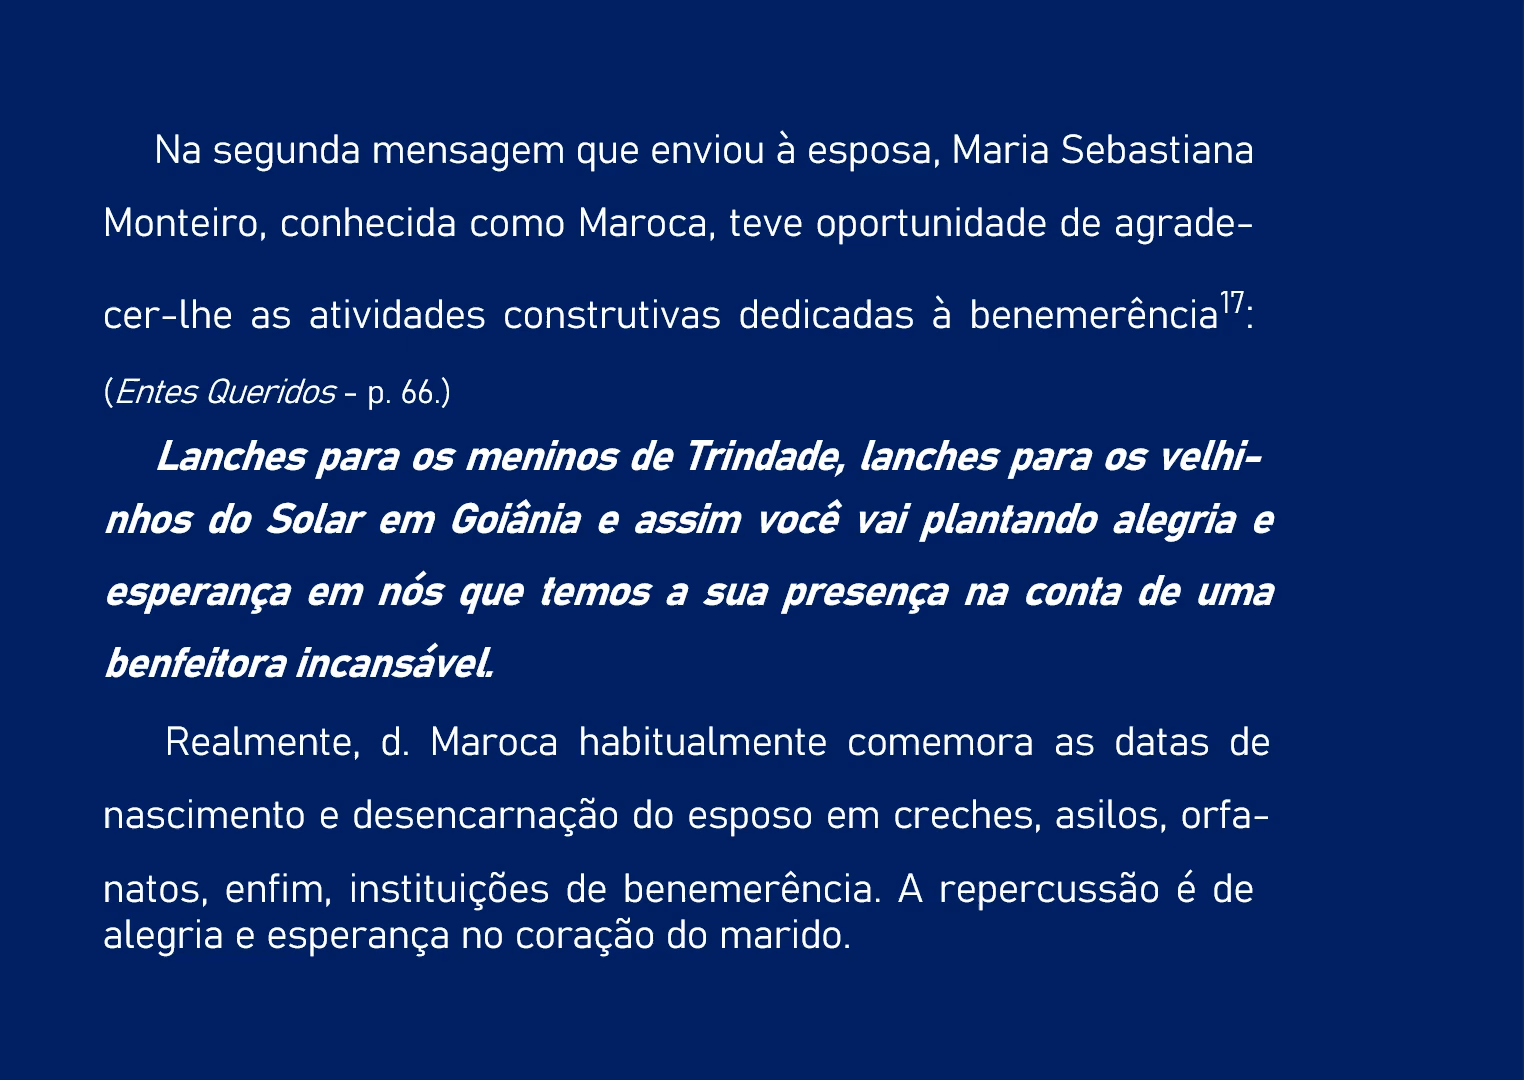 Na segunda mensagem que enviou à esposa, Maria Sebastiana
Monteiro, conhecida como Maroca, teve oportunidade de agrade-
cer-lhe as atividades construtivas dedicadas à benemerência17:
(Entes Queridos - p. 66.)
Lanches para os meninos de Trindade, lanches para os velhi-
nhos do Solar em Goiânia e assim você vai plantando alegria e
esperança em nós que temos a sua presença na conta de uma
benfeitora incansável.
Realmente, d. Maroca habitualmente comemora as datas de
nascimento e desencarnação do esposo em creches, asilos, orfa-
natos, enfim, instituições de benemerência. A repercussão é de
alegria e esperança no coração do marido.